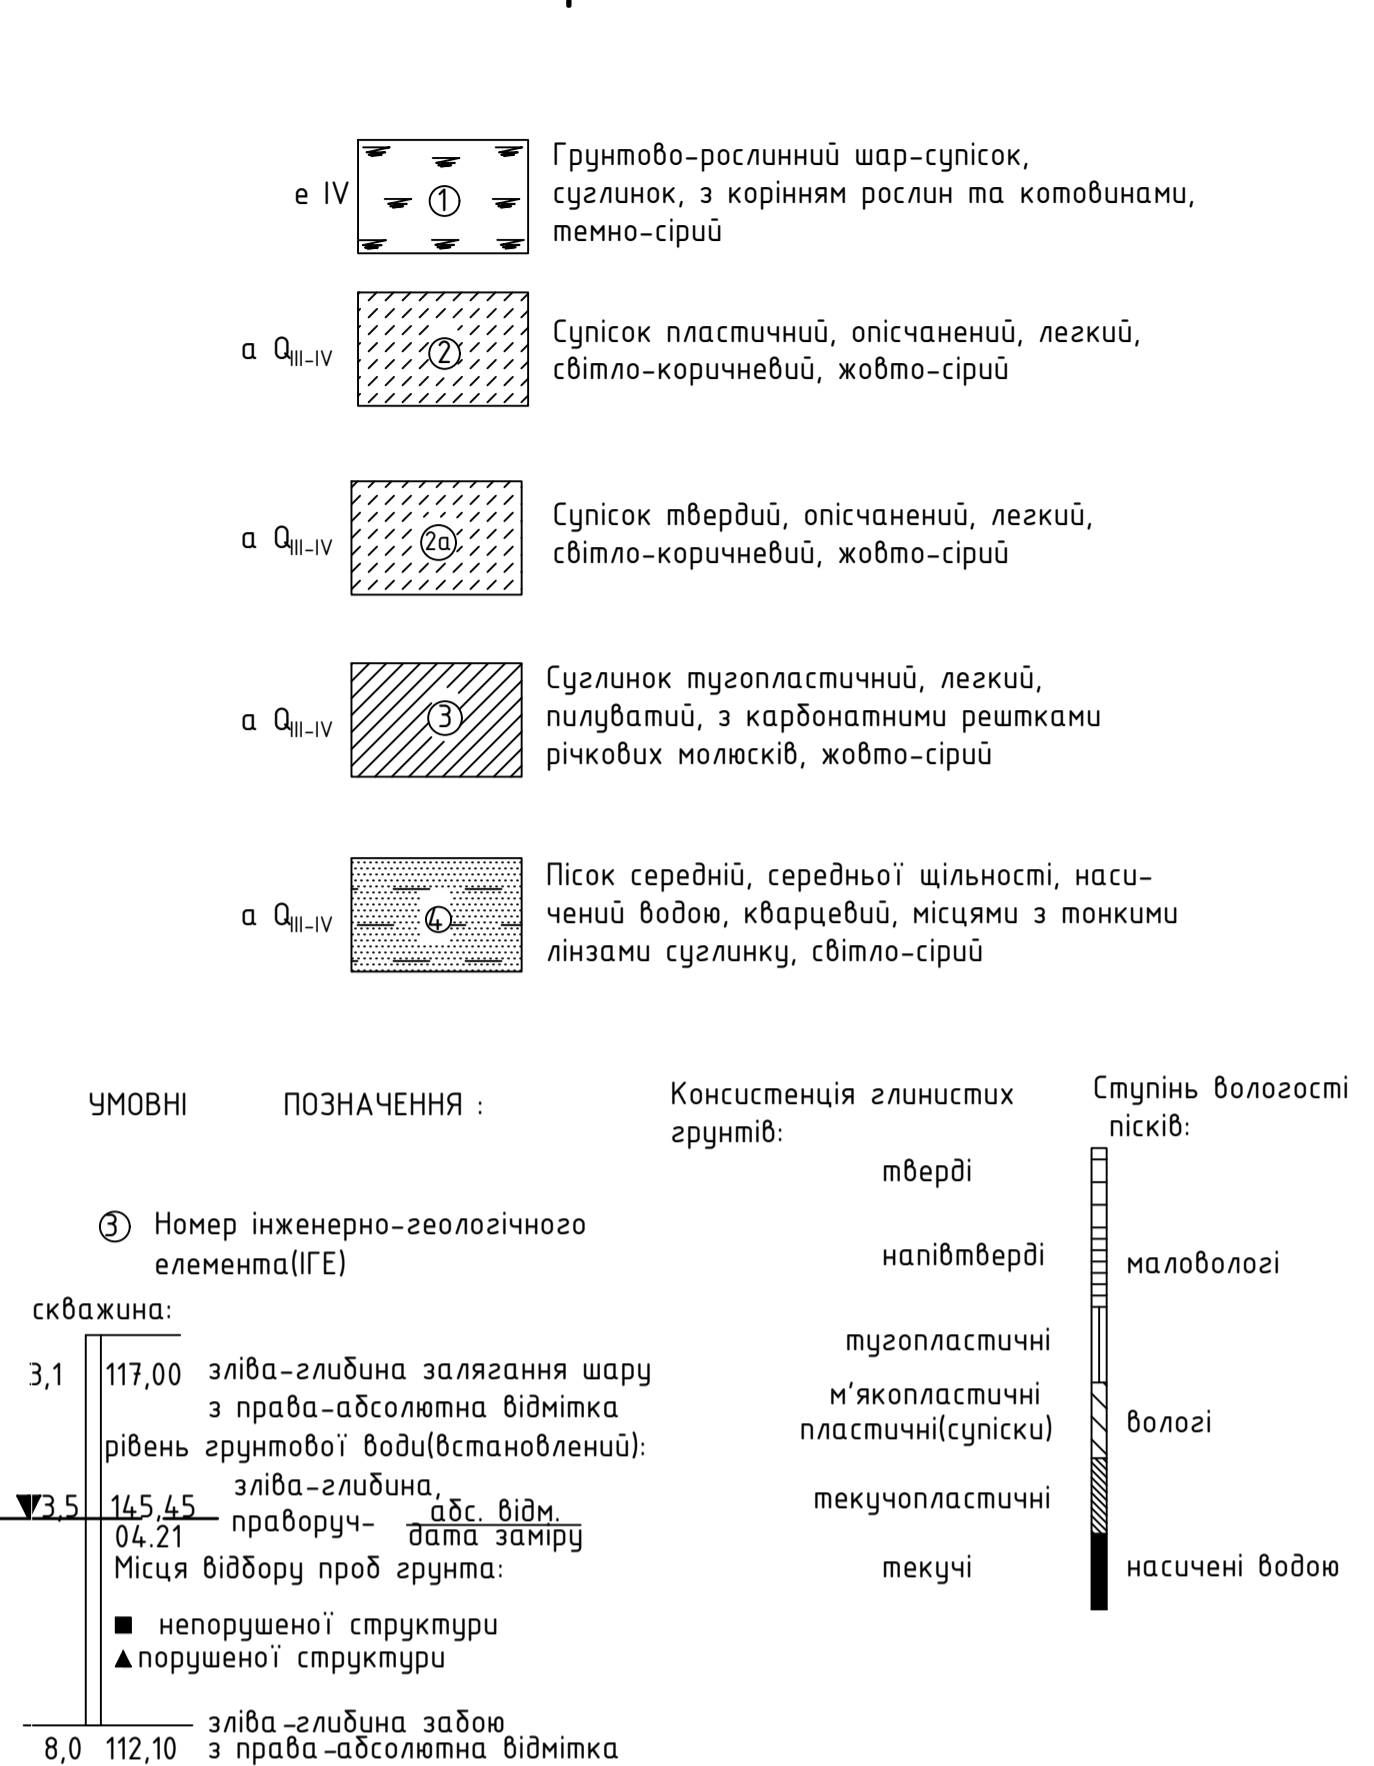 е IV
1
Грунтово-рослинний шар-супісок,
суглинок, з корінням рослин та котовинами,
темно-сірий
а QIII-IV
2
Супісок пластичний, опісчанений, легкий,
світло-коричневий, жовто-сірий
а QIII-IV
2а
Супісок твердий, опісчанений, легкий,
світло-коричневий, жовто-сірий
а QIII-IV
3
Суглинок тугопластичний, легкий,
пилуватий, з карбонатними рештками
річкових молюсків, жовто-сірий
а QIII-IV
4
Пісок середній, середньої щільності, наси-
чений водою, кварцевий, місцями з тонкими
лінзами суглинку, світло-сірий
УМОВНІ ПОЗНАЧЕННЯ :
3 Номер інженерно-геологічного
елемента(ІГЕ)
скважина:
3,1 117,00 зліва-глибина залягання шару
з права-абсолютна відмітка
рівень грунтової води(встановлений):
зліва-глибина,
3,5 145,45 праворуч- абс. відм.
04.21 дата заміру
Місця відбору проб грунта:
непорушеної структури
порушеної структури
зліва-глибина забою
8,0 112,10 з права-абсолютна відмітка
Консистенція глинистих
грунтів:
тверді
напівтверді
тугопластичні
м'якопластичні
пластичні(супіски)
текучопластичні
текучі
Ступінь вологості
пісків:
маловологі
вологі
насичені водою